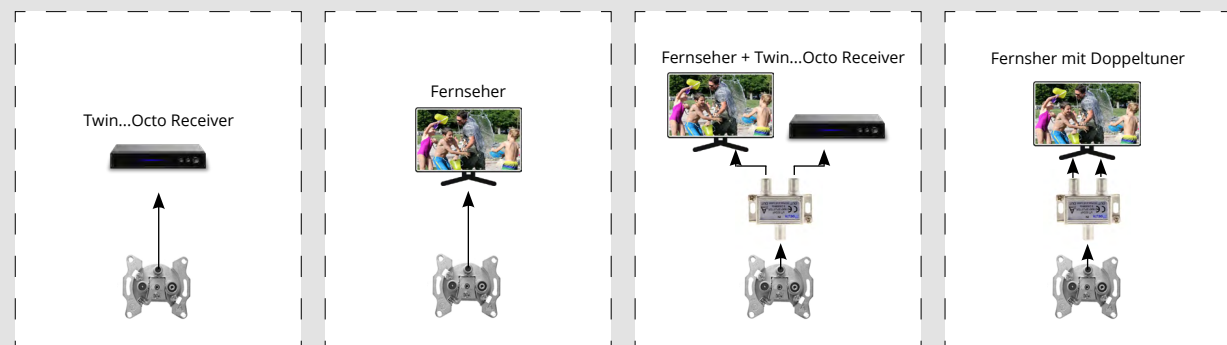 Twin...Octo Receiver
Fernseher
Fernseher + Twin...Octo Receiver
Fernsher mit Doppeltuner